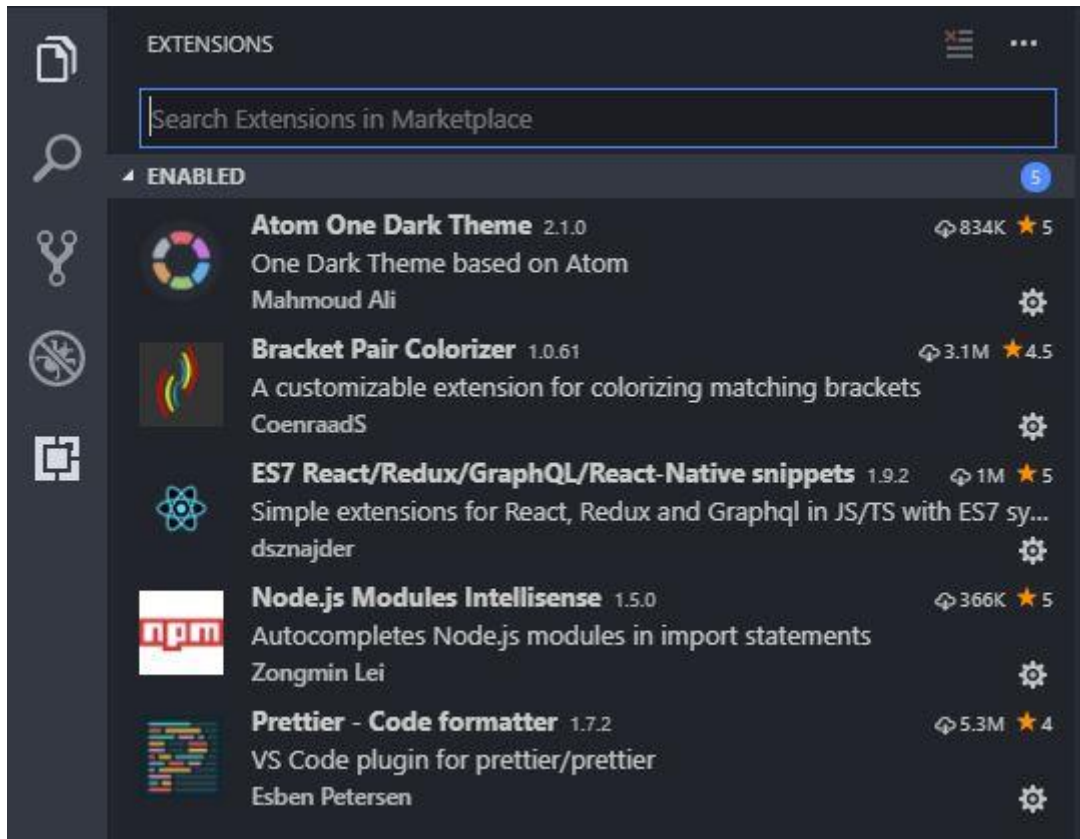 EXTENSIONS
Search Extensions in Marketplace
ENABLED 5
Atom One Dark Theme 2.1.0 834K 5
One Dark Theme based on Atom
Mahmoud Ali
Bracket Pair Colorizer 1.0.61 3.1M 4.5
A customizable extension for colorizing matching brackets
CoenraadS
ES7 React/Redux/GraphQL/React-Native snippets 1.9.2 1M 5
Simple extensions for React, Redux and Graphql in JS/TS with ES7 sy...
dsznajder
npm
Node.js Modules Intellisense 1.5.0 366K 5
Autocompletes Node.js modules in import statements
Zongmin Lei
Prettier - Code formatter 1.7.2 5.3M 4
VS Code plugin for prettier/prettier
Esben Petersen